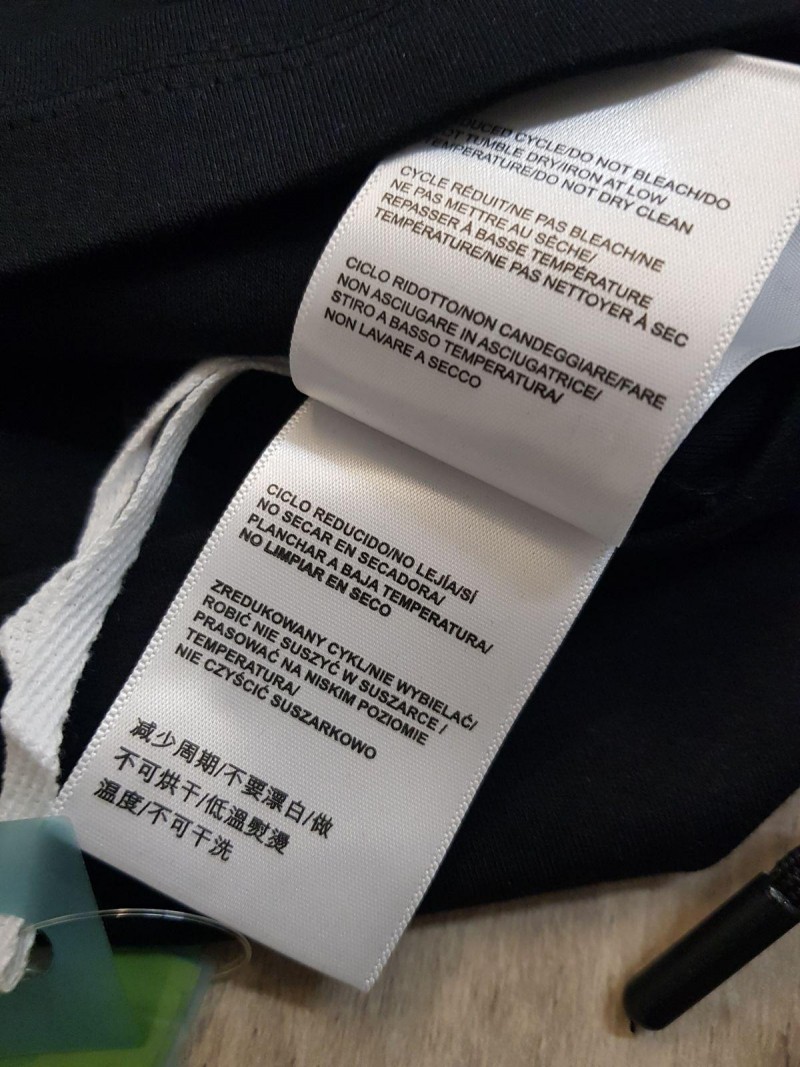 CYCLE/DO NOT BLEACH/DO
NOT TUMBLE DRY/IRON AT LOW
TEMPERATURE/DO NOT DRY CLEAN
CYCLE RÉDUIT/NE PAS BLEACH/NE
NE PAS METTRE AU SÈCHE/
REPASSER À BASSE TEMPÉRATURE
TEMPÉRATURE/NE PAS NETTOYER À SEC
CICLO RIDOTTO/NON CANDEGGIARE/FARE
NON ASCIUGARE IN ASCIUGATRICE/
STIRO A BASSO TEMPERATURA/
NON LAVARE A SECCO
CICLO REDUCIDO/NO LEJÍA/SÍ
NO SECAR EN SECADORA/
PLANCHAR A BAJA TEMPERATURA/
NO LIMPIAR EN SECO
ZREDUKOWANY CYKL/NIE WYBIELAĆ/
ROBIĆ NIE SUSZYĆ W SUSZARCE /
PRASOWAĆ NA NISKIM POZIOMIE
TEMPERATURA/
NIE CZYŚCIĆ SUSZARKOWO
减少周期/不要漂白/做
不可烘干/低溫熨燙
溫度/不可干洗